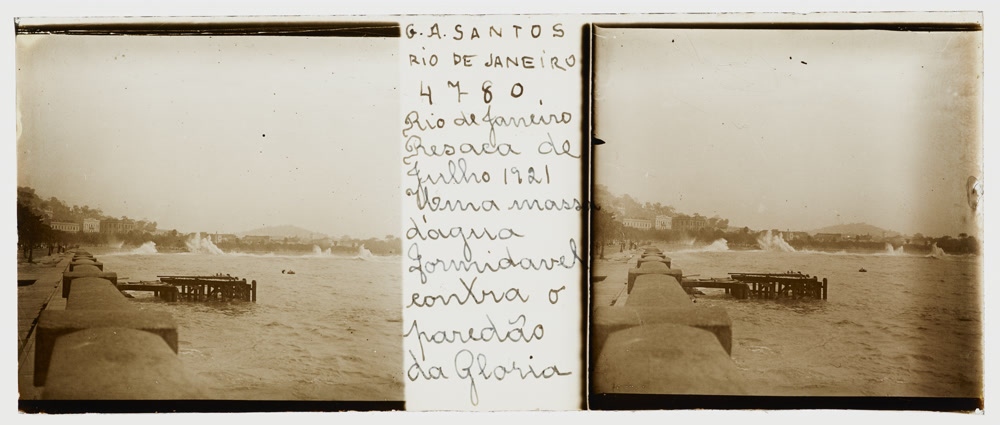 G. A. SANTOS
RIO DE JANEIRO
4780
Rio de Janeiro
Resaca de
Julho 1921
Uma massa
d'agua
formidavel
contra o
paredão
da Gloria